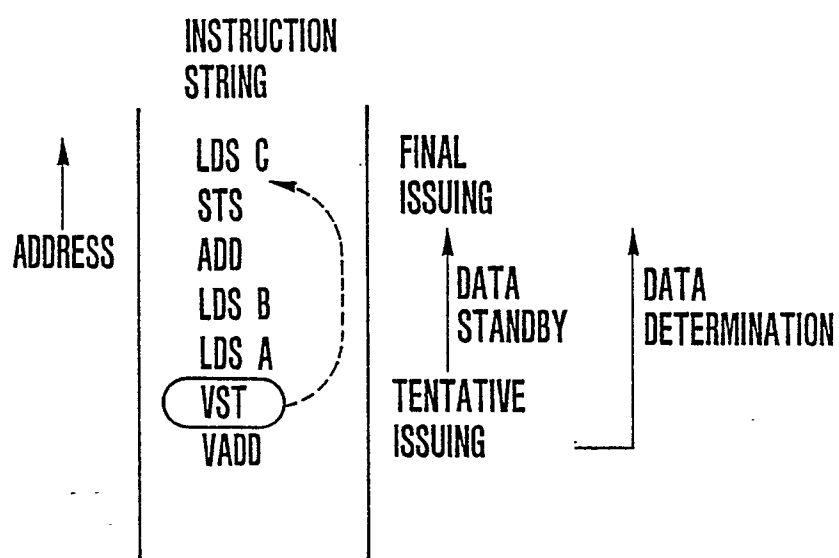 INSTRUCTION
STRING
LDS C
STS
ADD
LDS B
LDS A
VST
VADD
ADDRESS
FINAL
ISSUING
DATA
STANDBY
TENTATIVE
ISSUING
DATA
DETERMINATION